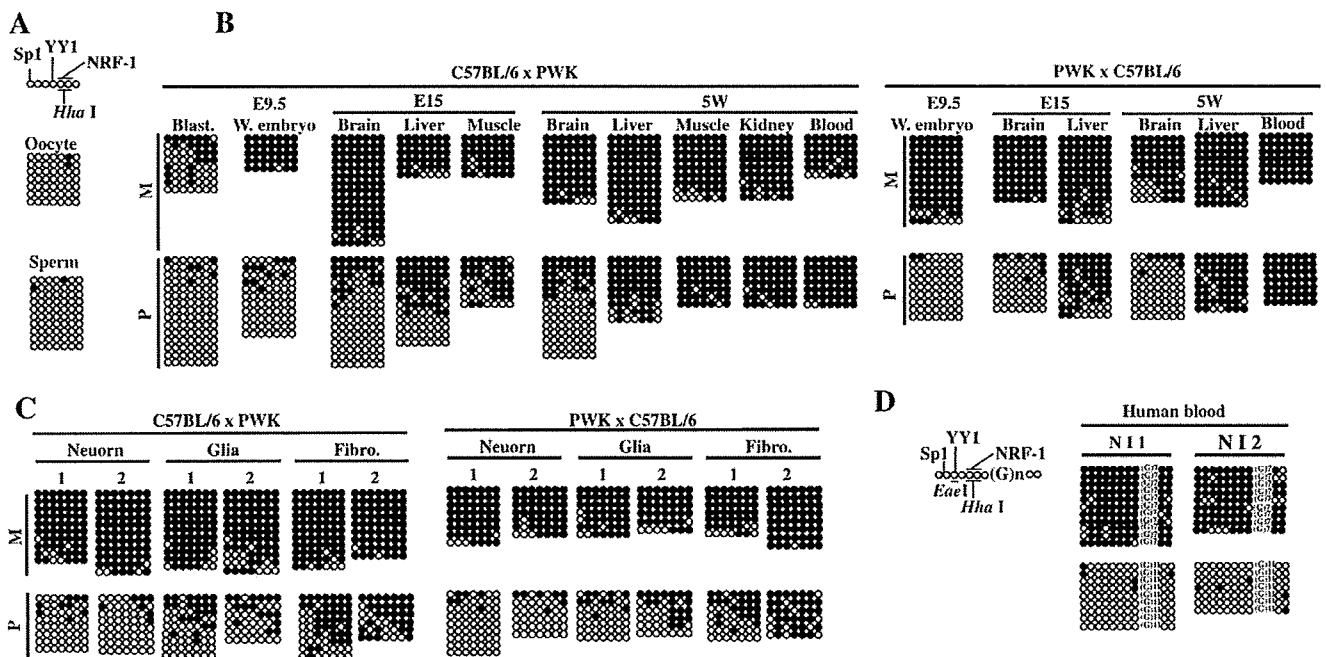 A
Sp1 YY1
NRF-1
Hha I
Oocyte
Sperm
B
C57BL/6 x PWK
E9.5 E15 5W
Blast. W. embryo Brain Liver Muscle Brain Liver Muscle Kidney Blood
M
P
PWK x C57BL/6
E9.5 E15 5W
W. embryo Brain Liver Brain Liver Blood
M
P
C
C57BL/6 x PWK
Neuorn Glia Fibro.
1 2 1 2 1 2
M
P
PWK x C57BL/6
Neuorn Glia Fibro.
1 2 1 2 1 2
D
YY1
Sp1 NRF-1
(G)n
EaeI
Hha I
Human blood
N I 1 N I 2